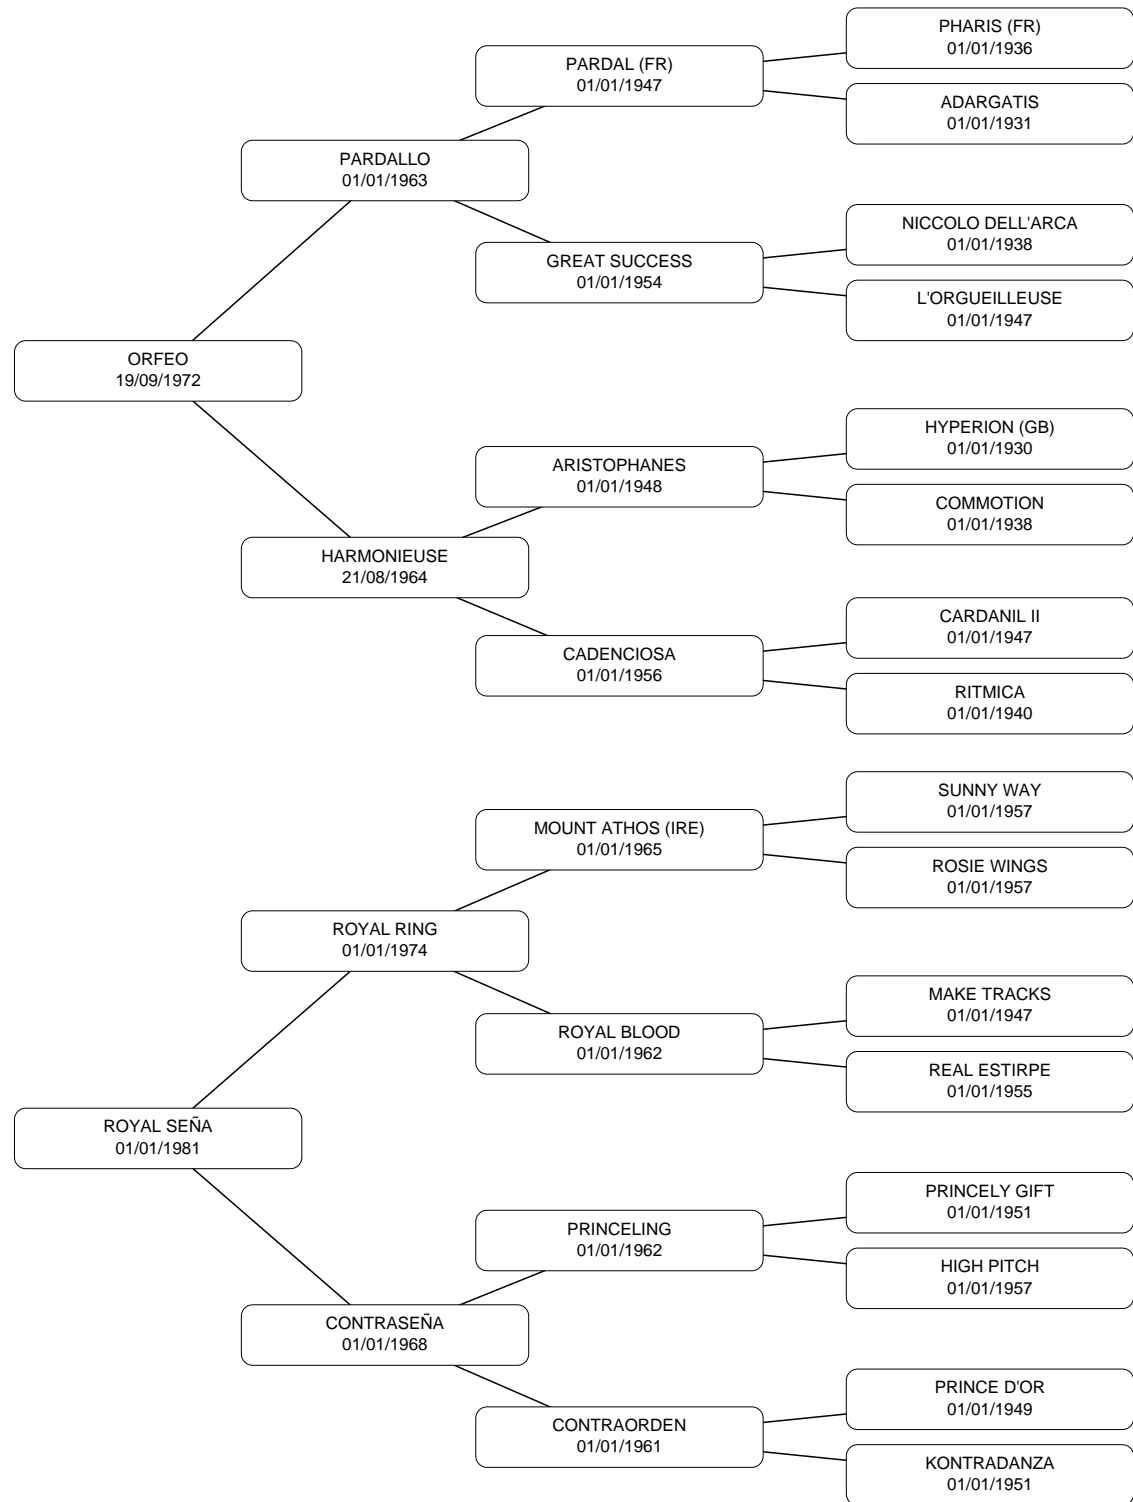 PHARIS (FR)
01/01/1936
PARDAL (FR)
01/01/1947
ADARGATIS
01/01/1931
PARDALLO
01/01/1963
NICCOLO DELL'ARCA
01/01/1938
GREAT SUCCESS
01/01/1954
L'ORGUEILLEUSE
01/01/1947
ORFEO
19/09/1972
HYPERION (GB)
01/01/1930
ARISTOPHANES
01/01/1948
COMMOTION
01/01/1938
HARMONIEUSE
21/08/1964
CARDANIL II
01/01/1947
CADENCIOSA
01/01/1956
RITMICA
01/01/1940
SUNNY WAY
01/01/1957
MOUNT ATHOS (IRE)
01/01/1965
ROSIE WINGS
01/01/1957
ROYAL RING
01/01/1974
MAKE TRACKS
01/01/1947
ROYAL BLOOD
01/01/1962
REAL ESTIRPE
01/01/1955
ROYAL SEÑA
01/01/1981
PRINCELY GIFT
01/01/1951
PRINCELING
01/01/1962
HIGH PITCH
01/01/1957
CONTRASEÑA
01/01/1968
PRINCE D'OR
01/01/1949
CONTRAORDEN
01/01/1961
KONTRADANZA
01/01/1951